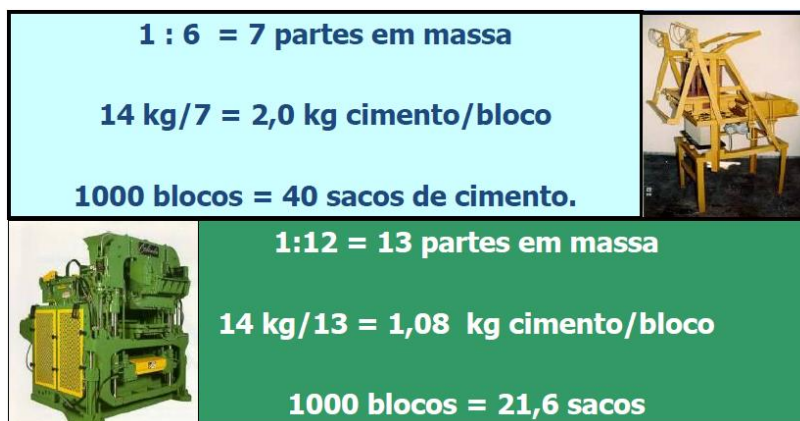 1 : 6 = 7 partes em massa
14 kg/7 = 2,0 kg cimento/bloco
1000 blocos = 40 sacos de cimento.
1:12 = 13 partes em massa
14 kg/13 = 1,08 kg cimento/bloco
1000 blocos = 21,6 sacos